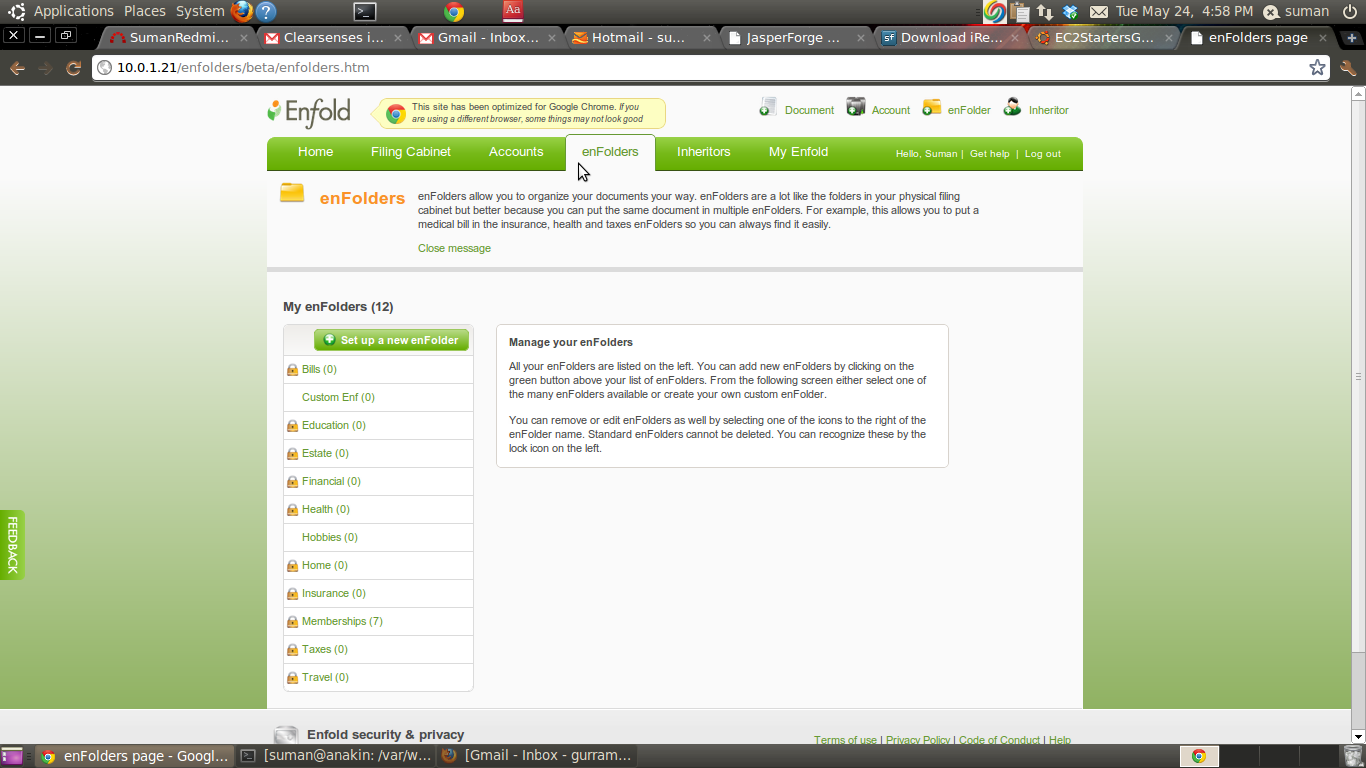 Applications Places System
Aa
Tue May 24, 4:58 PM suman
SumanRedmi...
Clearsenses i...
Gmail - Inbox...
Hotmail - su...
JasperForge ...
sf Download iRe...
EC2StartersG...
enFolders page
10.0.1.21/enfolders/beta/enfolders.htm
Enfold
This site has been optimized for Google Chrome. If you
are using a different browser, some things may not look good
Document
Account
enFolder
Inheritor
Home
Filing Cabinet
Accounts
enFolders
Inheritors
My Enfold
Hello, Suman | Get help | Log out
enFolders
enFolders allow you to organize your documents your way. enFolders are a lot like the folders in your physical filing
cabinet but better because you can put the same document in multiple enFolders. For example, this allows you to put a
medical bill in the insurance, health and taxes enFolders so you can always find it easily.
Close message
My enFolders (12)
Set up a new enFolder
Bills (0)
Custom Enf (0)
Education (0)
Estate (0)
Financial (0)
Health (0)
Hobbies (0)
Home (0)
Insurance (0)
Memberships (7)
Taxes (0)
Travel (0)
Manage your enFolders
All your enFolders are listed on the left. You can add new enFolders by clicking on the
green button above your list of enFolders. From the following screen either select one of
the many enFolders available or create your own custom enFolder.
You can remove or edit enFolders as well by selecting one of the icons to the right of the
enFolder name. Standard enFolders cannot be deleted. You can recognize these by the
lock icon on the left.
FEEDBACK
Enfold security & privacy
Terms of use | Privacy Policy | Code of Conduct | Help
enFolders page - Googl...
[suman@anakin: /var/w...
[Gmail - Inbox - gurram...